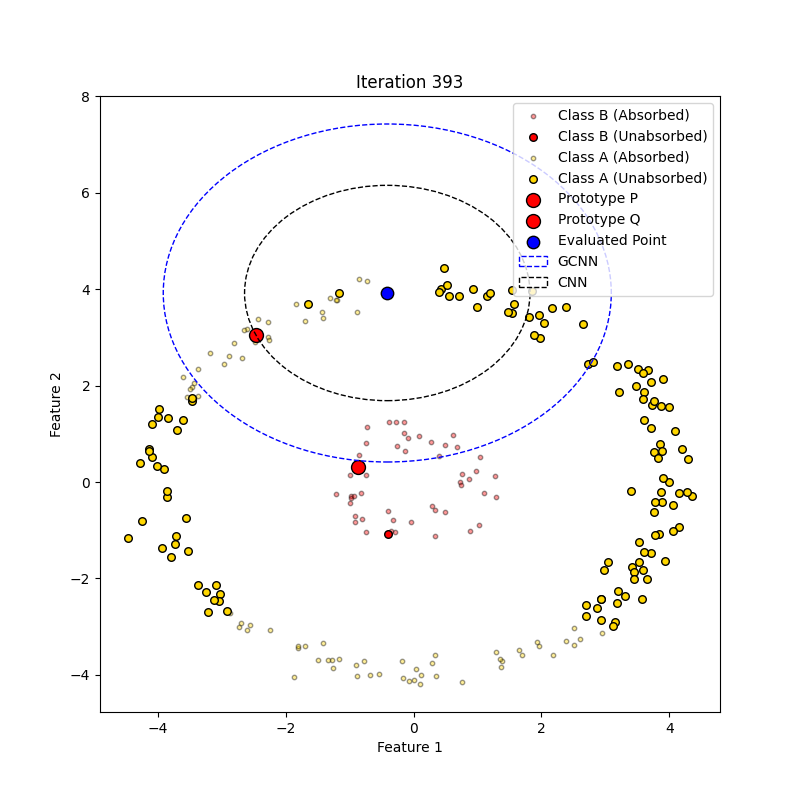 Iteration 393
Class B (Absorbed)
Class B (Unabsorbed)
Class A (Absorbed)
Class A (Unabsorbed)
Prototype P
Prototype Q
Evaluated Point
GCNN
CNN
8
6
4
2
0
−2
−4
Feature 2
−4 −2 0 2 4
Feature 1